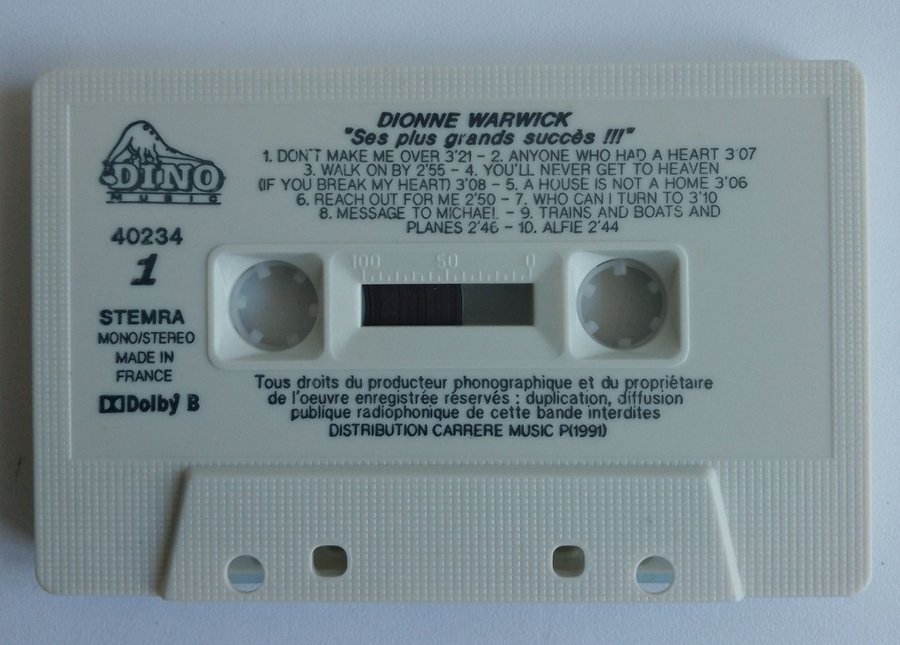 DIONNE WARWICK
"Ses plus grands succès !!!"
1. DON'T MAKE ME OVER 3'21 – 2. ANYONE WHO HAD A HEART 3'07
3. WALK ON BY 2'55 – 4. YOU'LL NEVER GET TO HEAVEN
(IF YOU BREAK MY HEART) 3'08 – 5. A HOUSE IS NOT A HOME 3'06
6. REACH OUT FOR ME 2'50 – 7. WHO CAN I TURN TO 3'10
8. MESSAGE TO MICHAEL – 9. TRAINS AND BOATS AND
PLANES 2'46 – 10. ALFIE 2'44
DINO
MUSIC
40234
1
STEMRA
MONO/STEREO
MADE IN
FRANCE
Dolby B
100 50 0
Tous droits du producteur phonographique et du propriétaire
de l'oeuvre enregistrée réservés : duplication, diffusion
publique radiophonique de cette bande interdites
DISTRIBUTION CARRERE MUSIC P(1991)